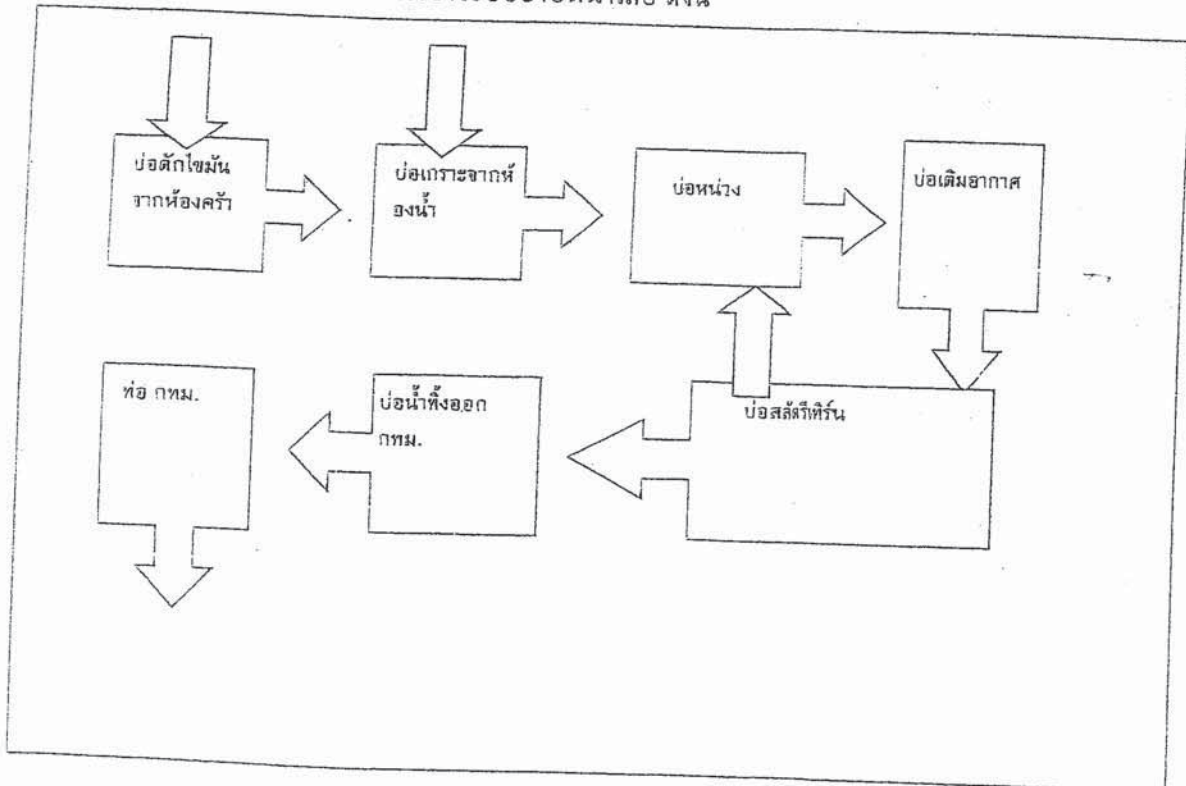 บ่อดักไขมัน
จากห้องครัว
บ่อเกราะจากห้
องน้ำ
บ่อหน่วง
บ่อเติมอากาศ
ท่อ กทม.
บ่อน้ำทิ้งออก
กทม.
บ่อสลัดรีเทิร์น